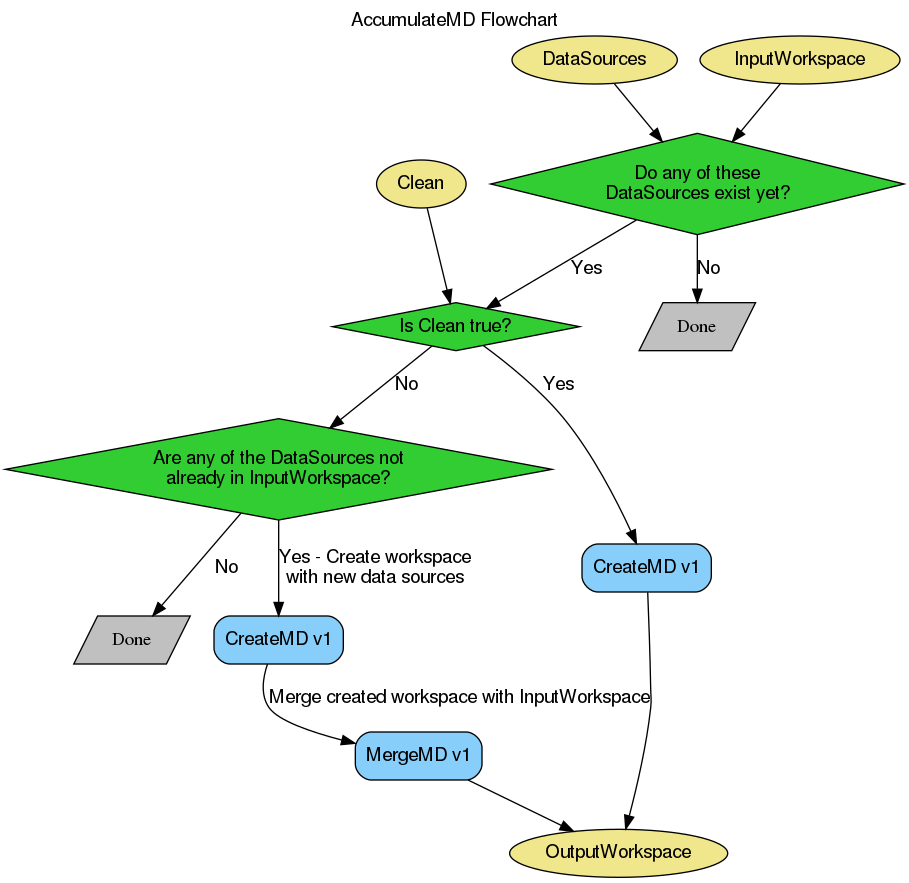 AccumulateMD Flowchart
DataSources
InputWorkspace
Do any of these
DataSources exist yet?
Clean
Yes
No
Is Clean true?
Done
No
Yes
Are any of the DataSources not
already in InputWorkspace?
No
Yes - Create workspace
with new data sources
CreateMD v1
Done
CreateMD v1
Merge created workspace with InputWorkspace
MergeMD v1
OutputWorkspace